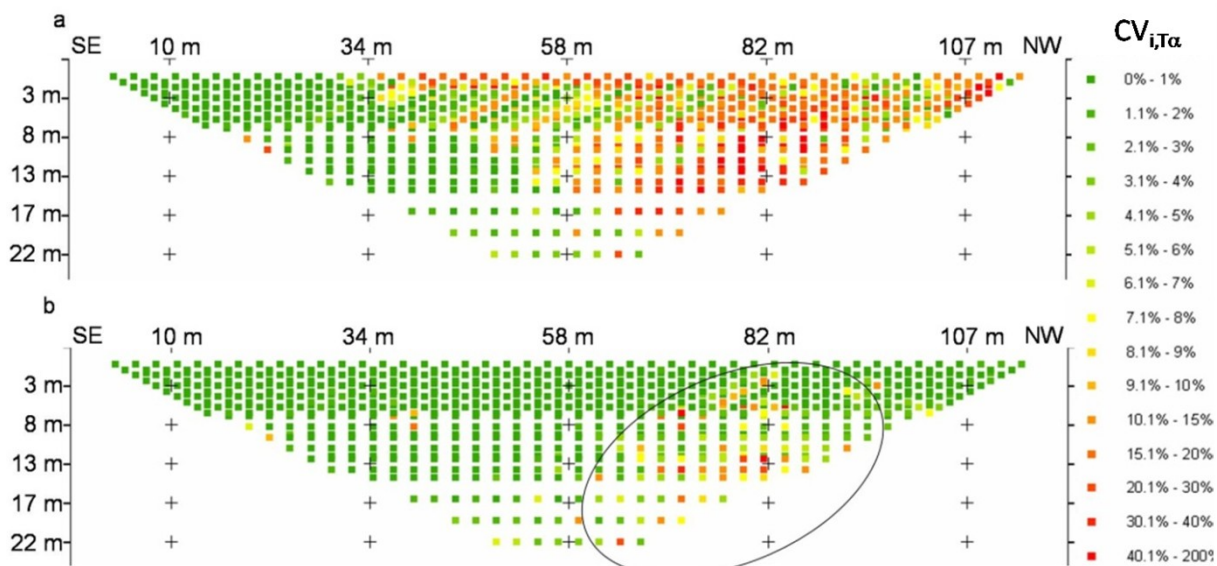 a
SE 10 m 34 m 58 m 82 m 107 m NW
3 m
8 m
13 m
17 m
22 m
b
SE 10 m 34 m 58 m 82 m 107 m NW
3 m
8 m
13 m
17 m
22 m
CVi,Tα
0% - 1%
1.1% - 2%
2.1% - 3%
3.1% - 4%
4.1% - 5%
5.1% - 6%
6.1% - 7%
7.1% - 8%
8.1% - 9%
9.1% - 10%
10.1% - 15%
15.1% - 20%
20.1% - 30%
30.1% - 40%
40.1% - 200%